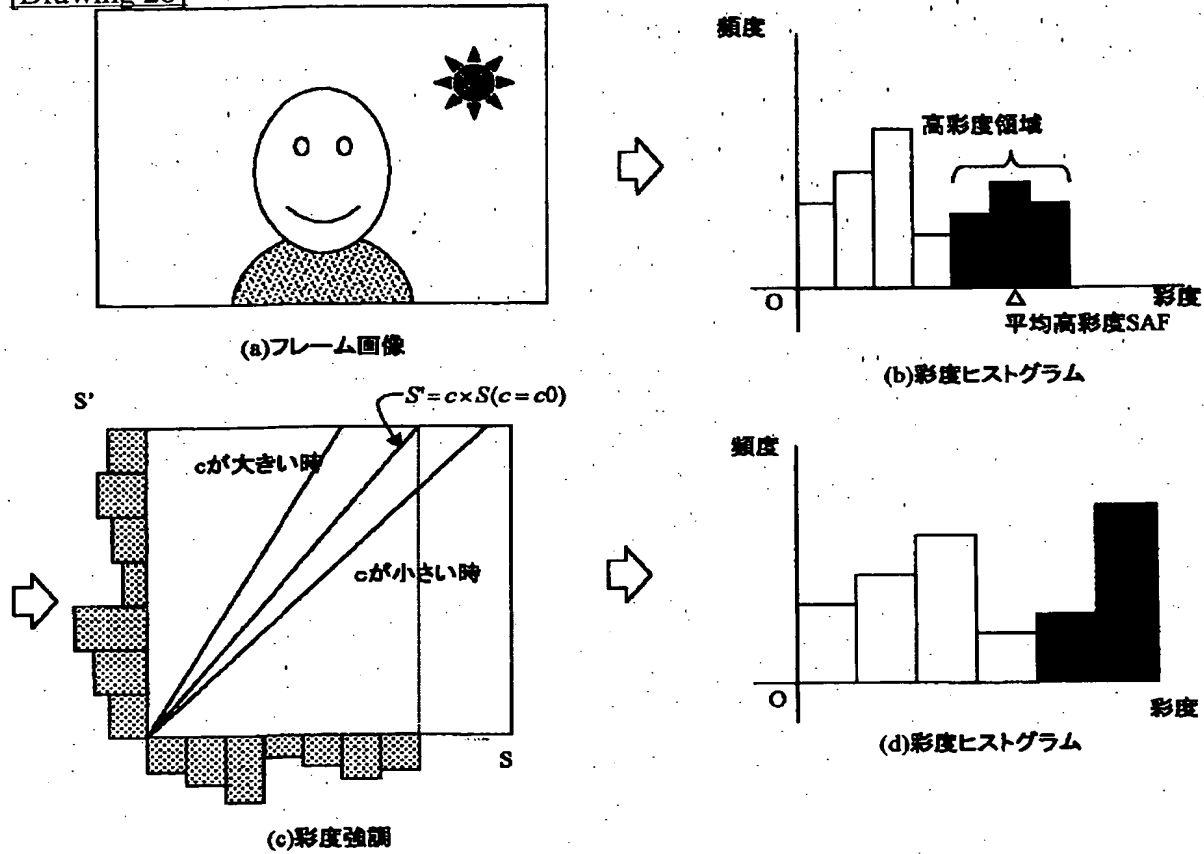 [Drawing 20]
(a)フレーム画像
頻度
高彩度領域
O
彩度
平均高彩度SAF
(b)彩度ヒストグラム
S'
S'=c×S(c=c0)
cが大きい時
cが小さい時
S
(c)彩度強調
頻度
O
彩度
(d)彩度ヒストグラム